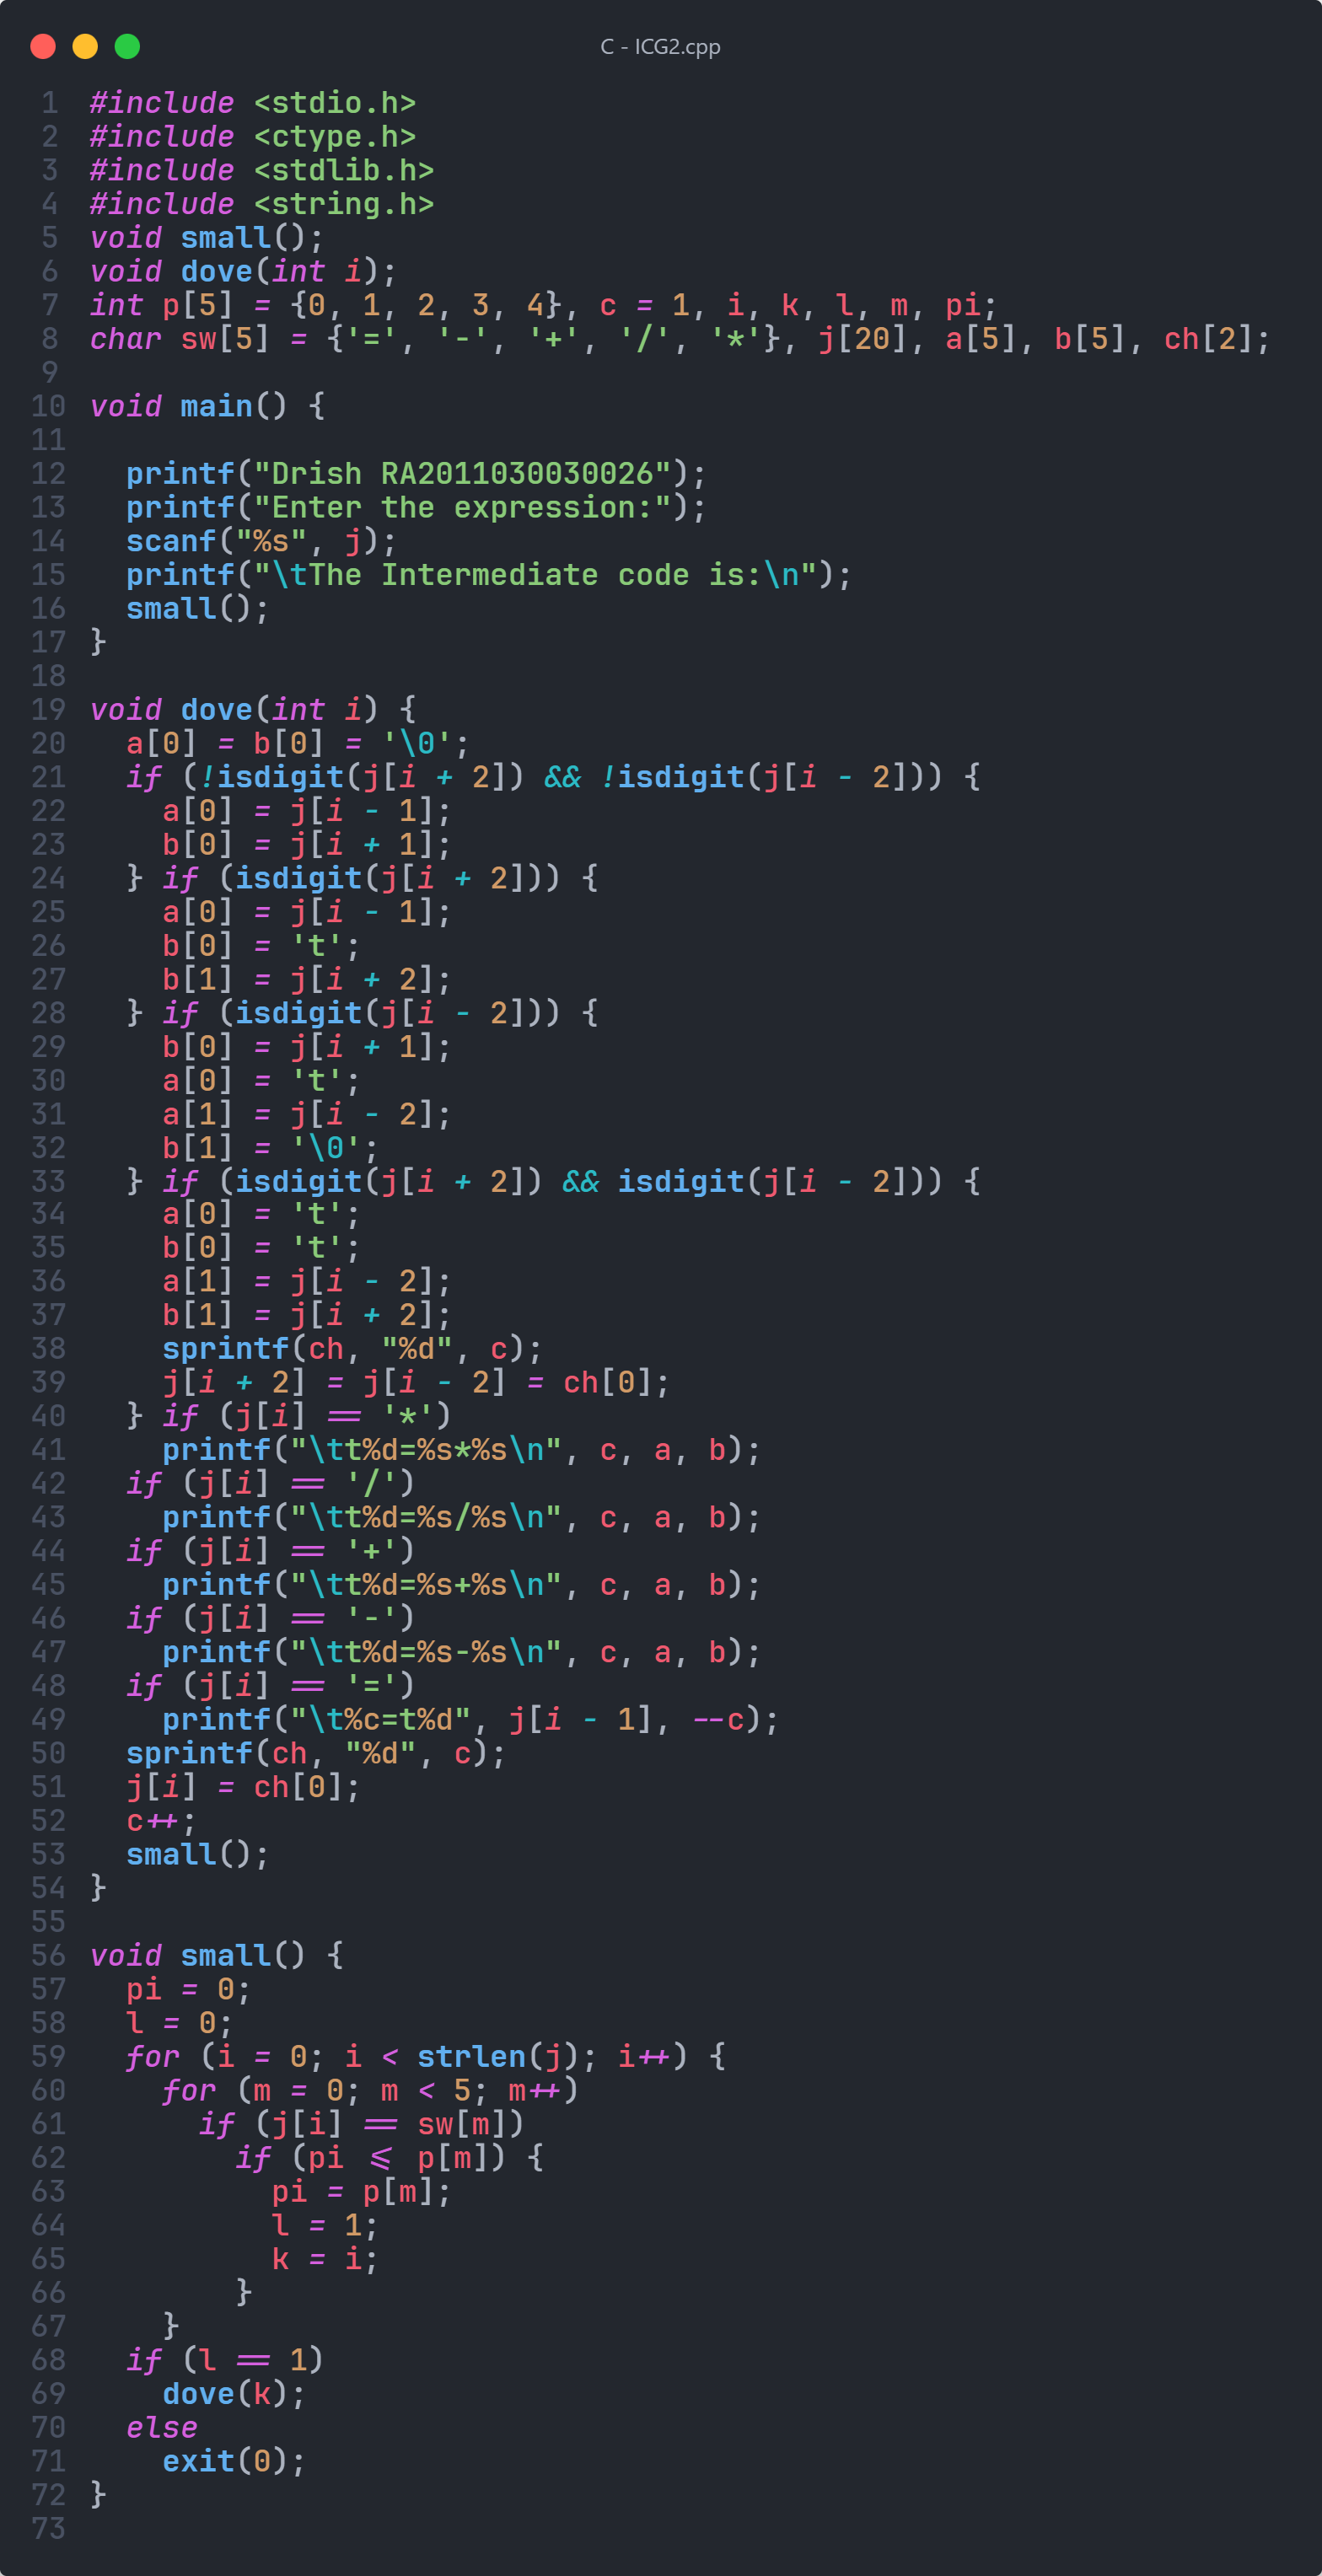 C - ICG2.cpp
1 #include <stdio.h>
2 #include <ctype.h>
3 #include <stdlib.h>
4 #include <string.h>
5 void small();
6 void dove(int i);
7 int p[5] = {0, 1, 2, 3, 4}, c = 1, i, k, l, m, pi;
8 char sw[5] = {'=', '-', '+', '/', '*'}, j[20], a[5], b[5], ch[2];
9
10 void main() {
11
12   printf("Drish RA2011030030026");
13   printf("Enter the expression:");
14   scanf("%s", j);
15   printf("\tThe Intermediate code is:\n");
16   small();
17 }
18
19 void dove(int i) {
20   a[0] = b[0] = '\0';
21   if (!isdigit(j[i + 2]) && !isdigit(j[i - 2])) {
22     a[0] = j[i - 1];
23     b[0] = j[i + 1];
24   } if (isdigit(j[i + 2])) {
25     a[0] = j[i - 1];
26     b[0] = 't';
27     b[1] = j[i + 2];
28   } if (isdigit(j[i - 2])) {
29     b[0] = j[i + 1];
30     a[0] = 't';
31     a[1] = j[i - 2];
32     b[1] = '\0';
33   } if (isdigit(j[i + 2]) && isdigit(j[i - 2])) {
34     a[0] = 't';
35     b[0] = 't';
36     a[1] = j[i - 2];
37     b[1] = j[i + 2];
38     sprintf(ch, "%d", c);
39     j[i + 2] = j[i - 2] = ch[0];
40   } if (j[i] == '*')
41     printf("\tt%d=%s*%s\n", c, a, b);
42   if (j[i] == '/')
43     printf("\tt%d=%s/%s\n", c, a, b);
44   if (j[i] == '+')
45     printf("\tt%d=%s+%s\n", c, a, b);
46   if (j[i] == '-')
47     printf("\tt%d=%s-%s\n", c, a, b);
48   if (j[i] == '=')
49     printf("\t%c=t%d", j[i - 1], --c);
50   sprintf(ch, "%d", c);
51   j[i] = ch[0];
52   c++;
53   small();
54 }
55
56 void small() {
57   pi = 0;
58   l = 0;
59   for (i = 0; i < strlen(j); i++) {
60     for (m = 0; m < 5; m++)
61       if (j[i] == sw[m])
62         if (pi <= p[m]) {
63           pi = p[m];
64           l = 1;
65           k = i;
66         }
67     }
68   if (l == 1)
69     dove(k);
70   else
71     exit(0);
72 }
73